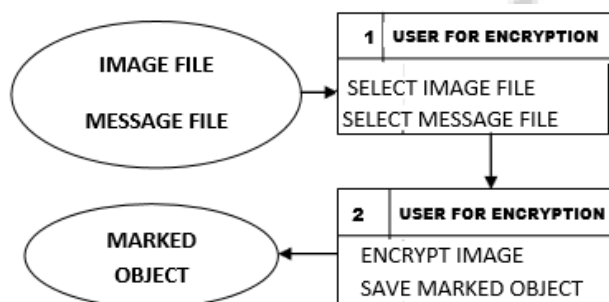 IMAGE FILE
MESSAGE FILE
1 USER FOR ENCRYPTION
SELECT IMAGE FILE
SELECT MESSAGE FILE
2 USER FOR ENCRYPTION
ENCRYPT IMAGE
SAVE MARKED OBJECT
MARKED
OBJECT